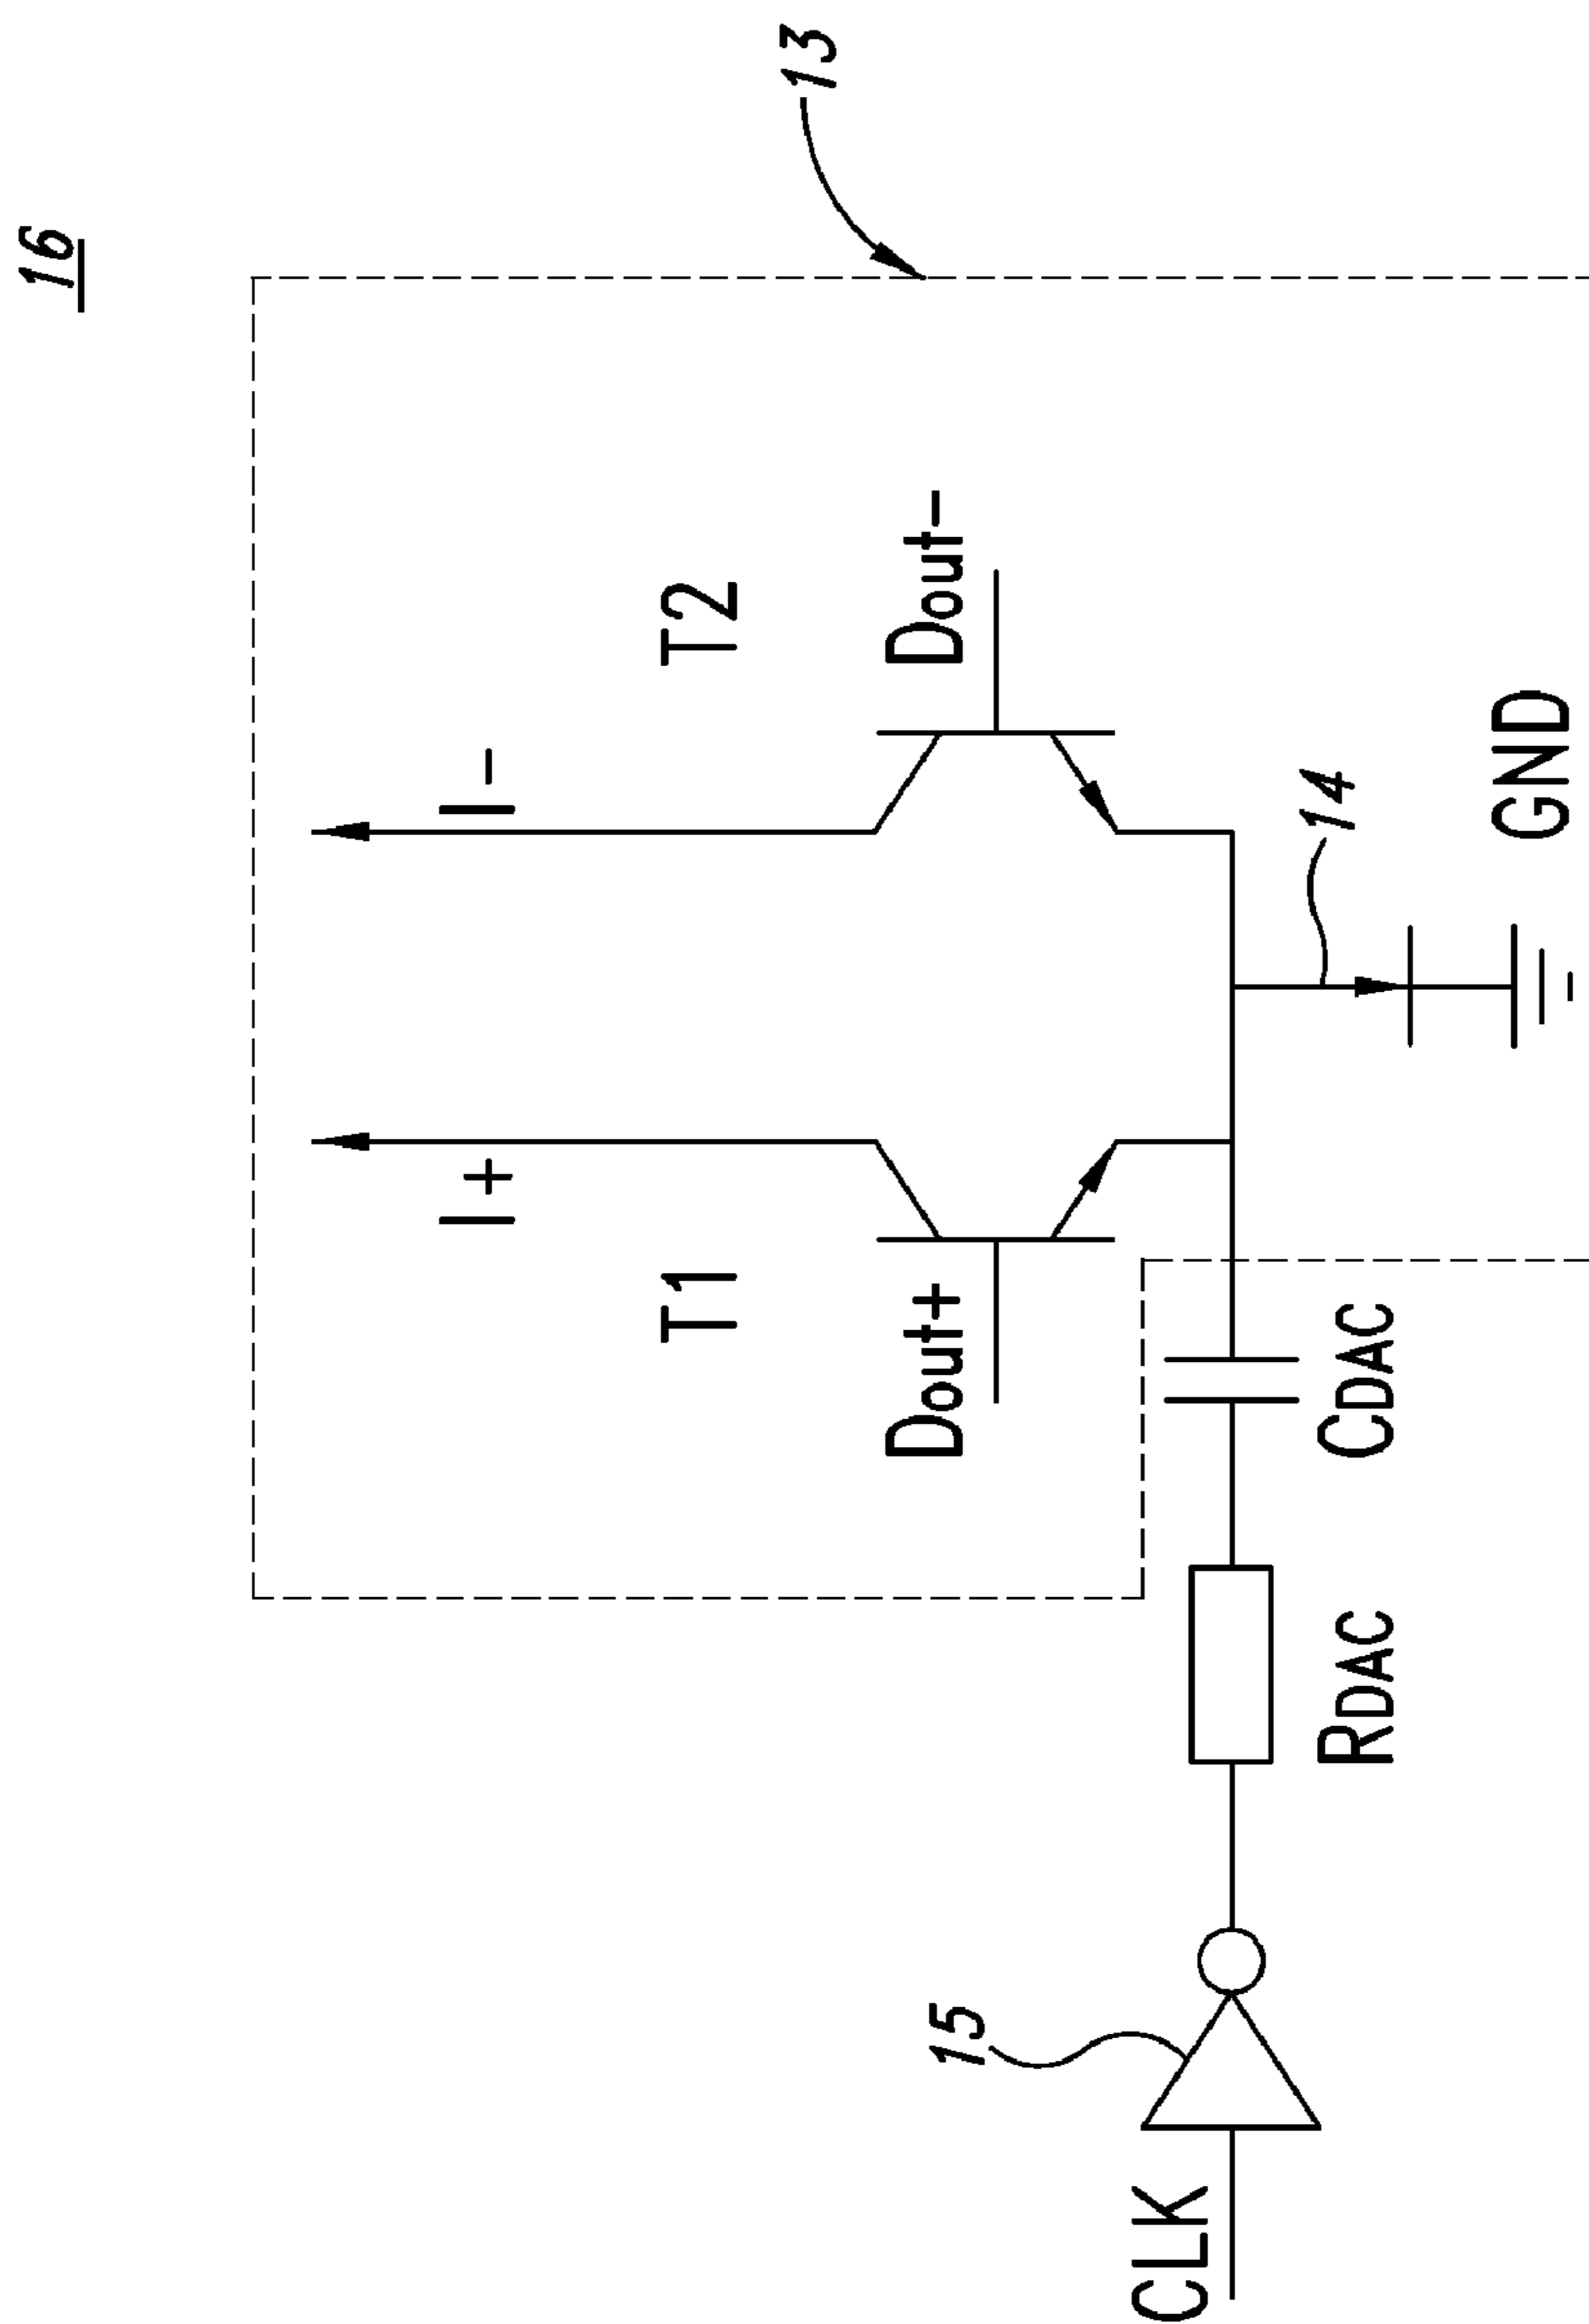 16
13
I+
I−
T1
T2
Dout+
Dout−
15
CLK
RDAC
CDAC
14
GND